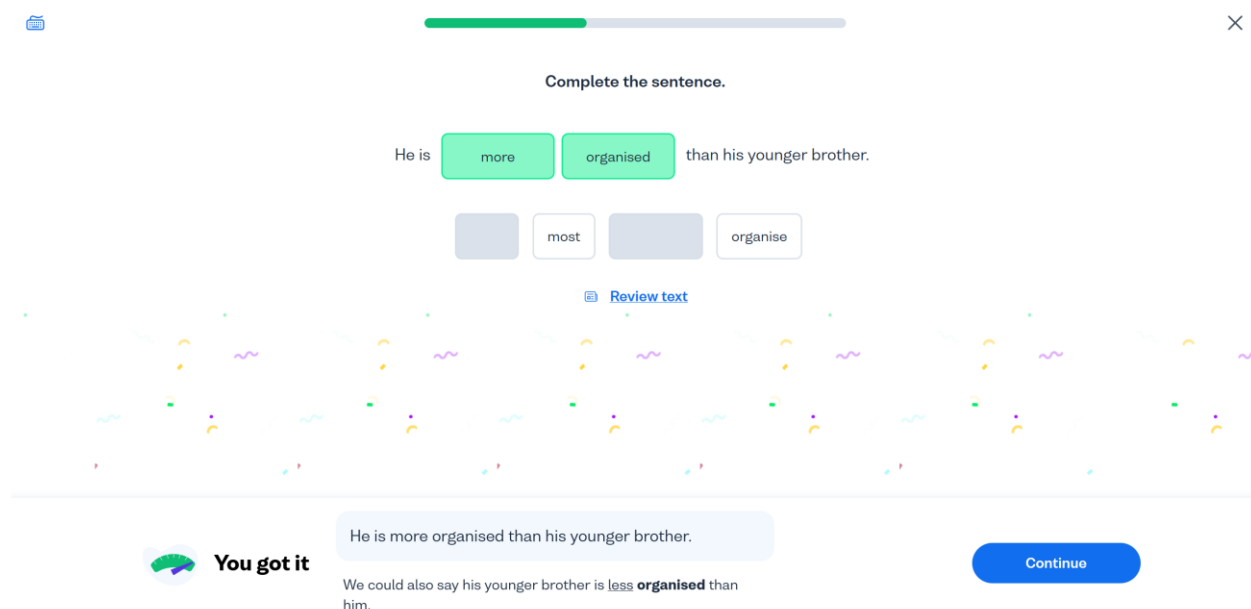 Complete the sentence.
He is more organised than his younger brother.
most organise
Review text
You got it
He is more organised than his younger brother.
We could also say his younger brother is less organised than
him.
Continue